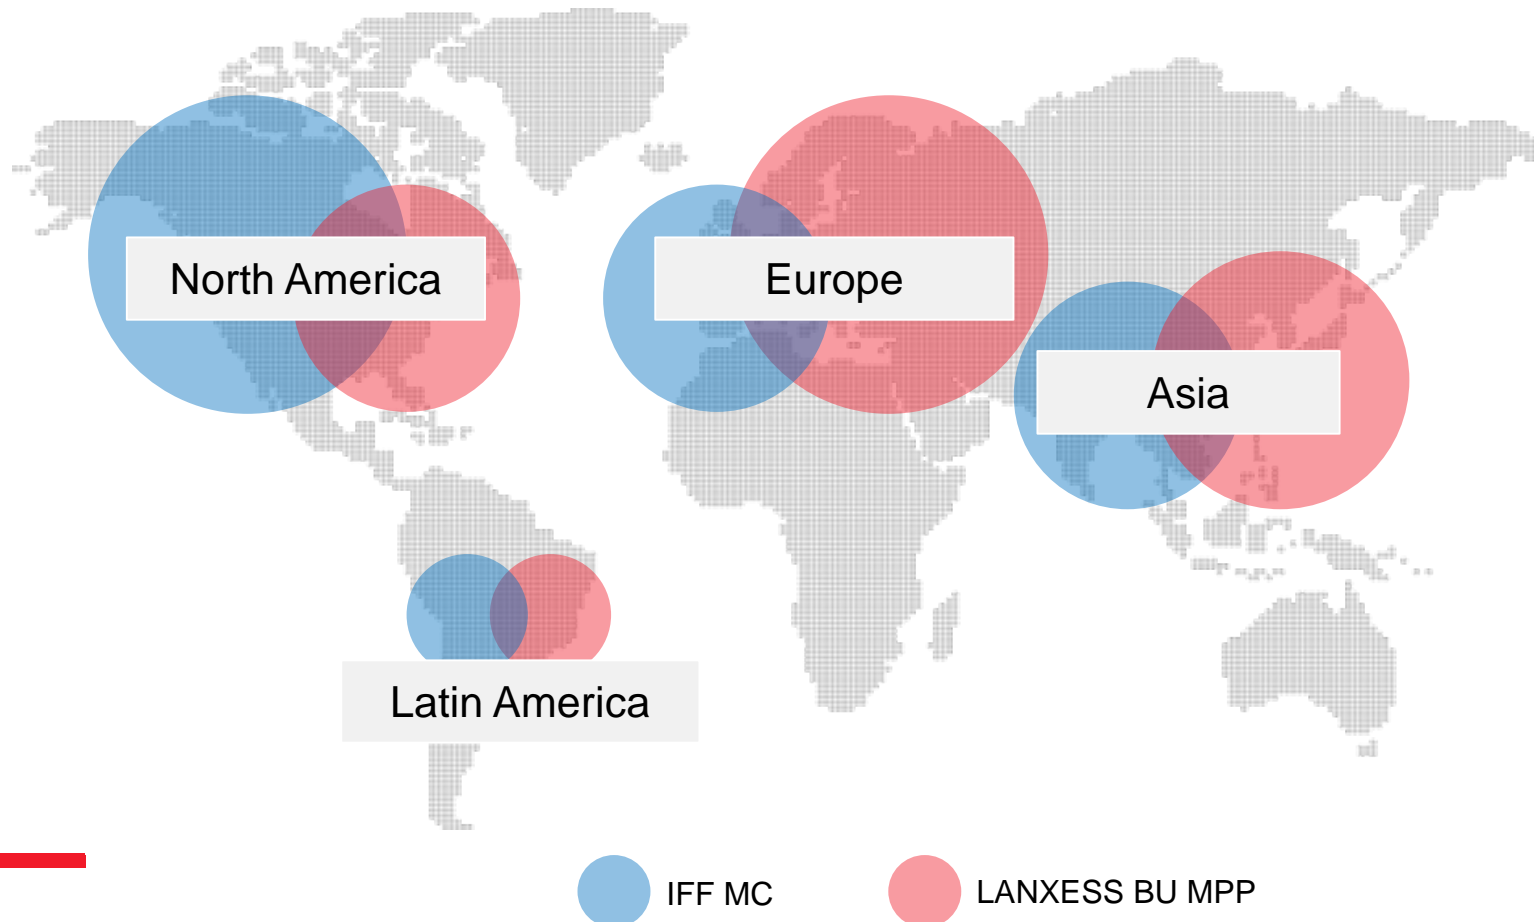 North America
Europe
Asia
Latin America
IFF MC
LANXESS BU MPP